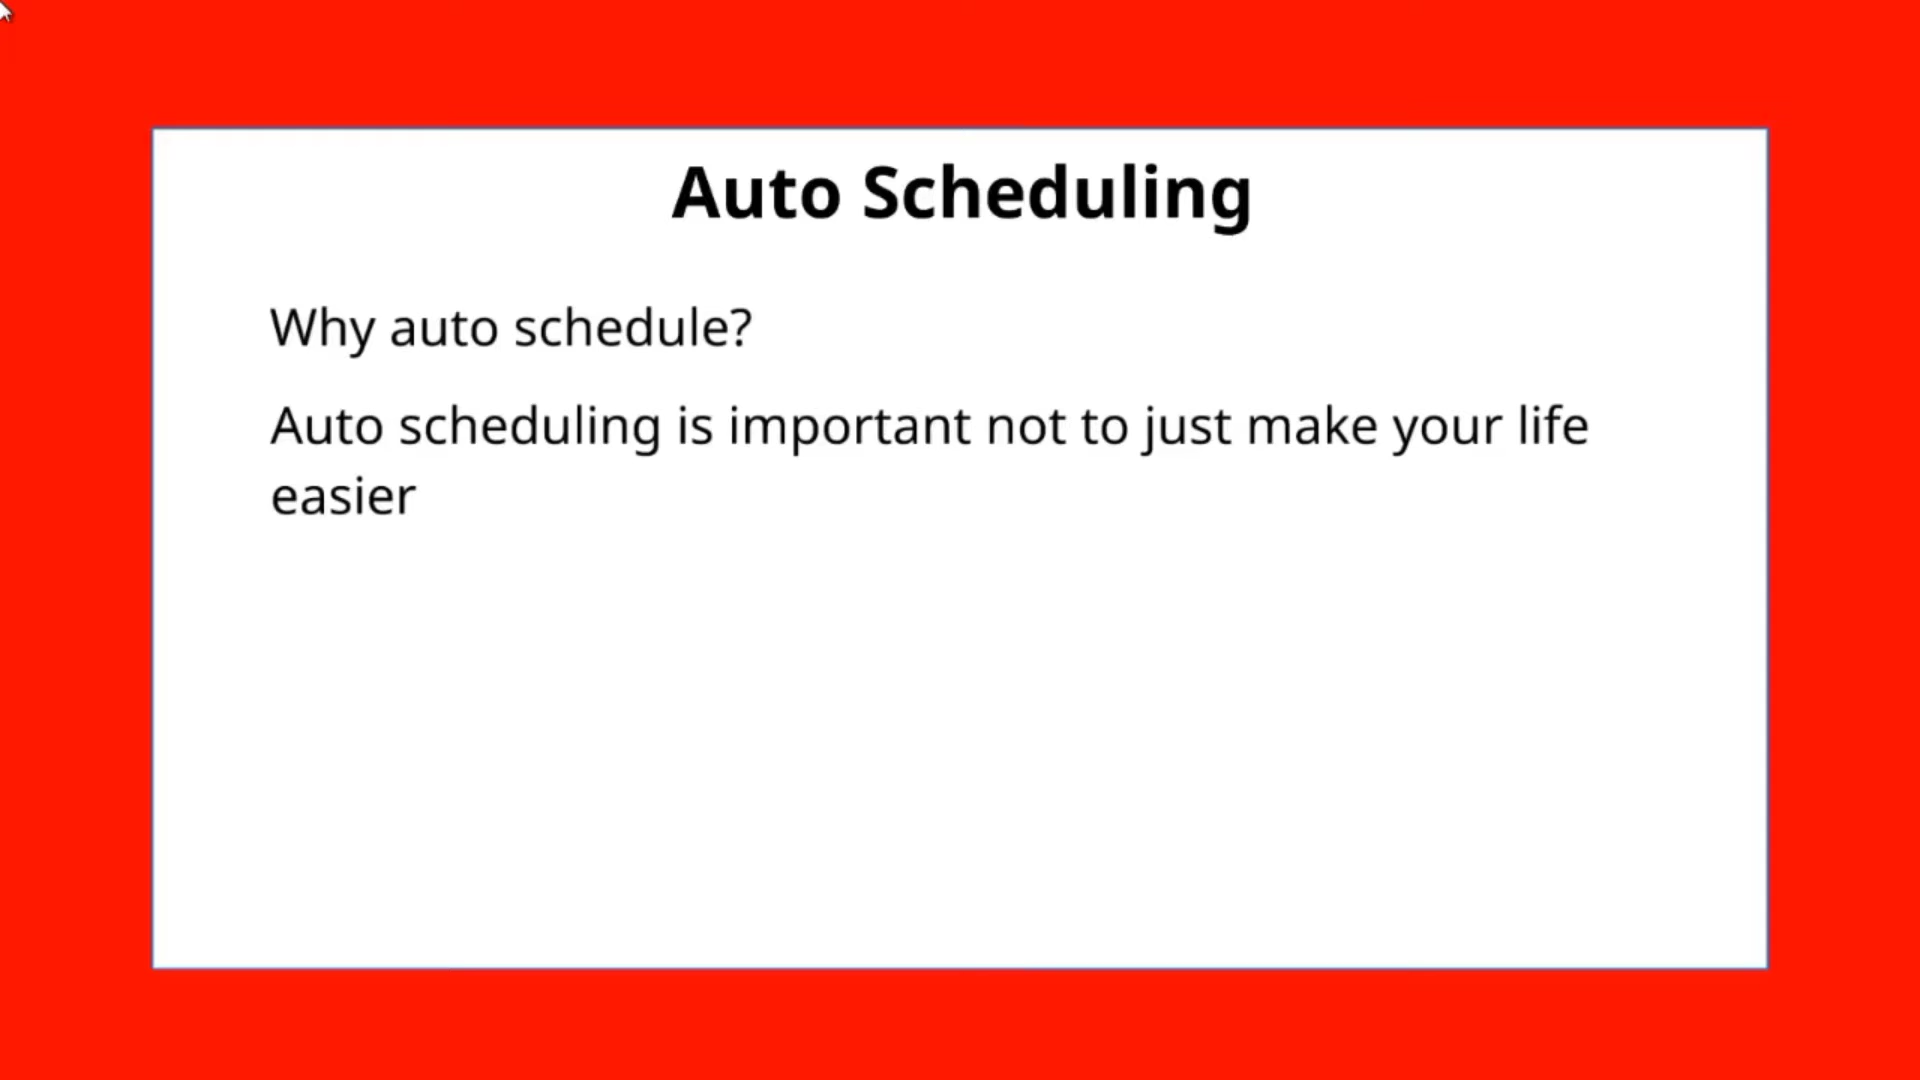 Auto Scheduling
Why auto schedule?
Auto scheduling is important not to just make your life
easier